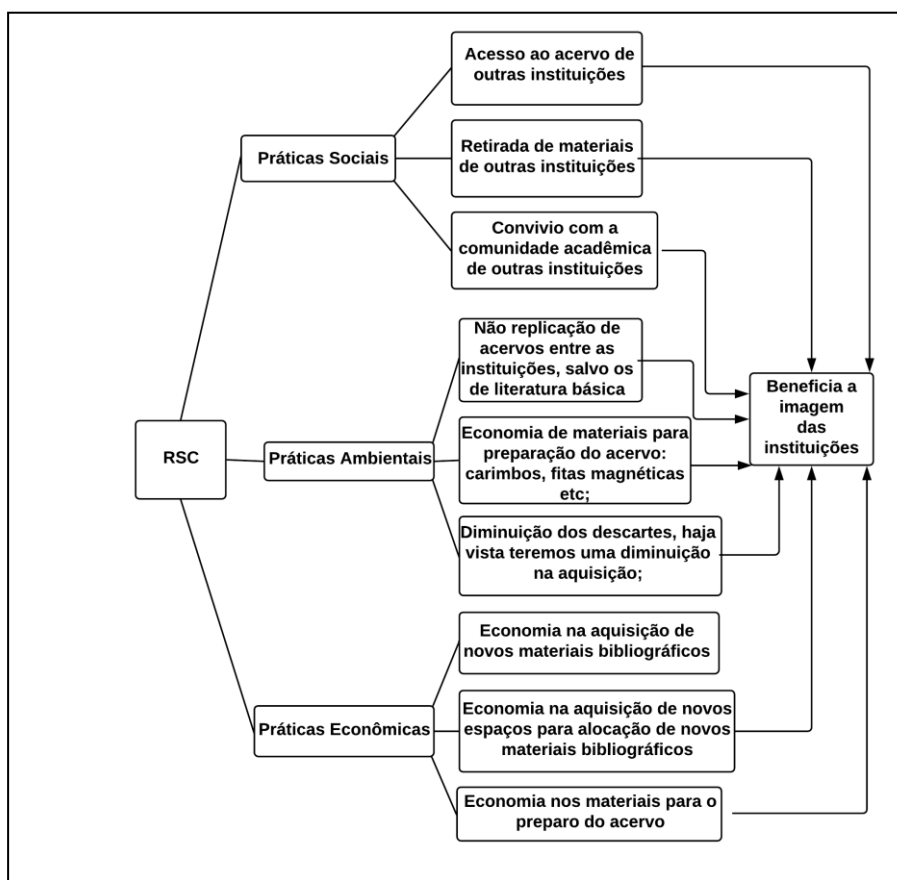 Acesso ao acervo de
outras instituições
Retirada de materiais
de outras instituições
Práticas Sociais
Convivio com a
comunidade acadêmica
de outras instituições
Não replicação de
acervos entre as
instituições, salvo os
de literatura básica
Beneficia a
imagem
das
instituições
RSC
Práticas Ambientais
Economia de materiais para
preparação do acervo:
carimbos, fitas magnéticas
etc;
Diminuição dos descartes, haja
vista teremos uma diminuição
na aquisição;
Economia na aquisição de
novos materiais bibliográficos
Práticas Econômicas
Economia na aquisição de novos
espaços para alocação de novos
materiais bibliográficos
Economia nos materiais para o
preparo do acervo